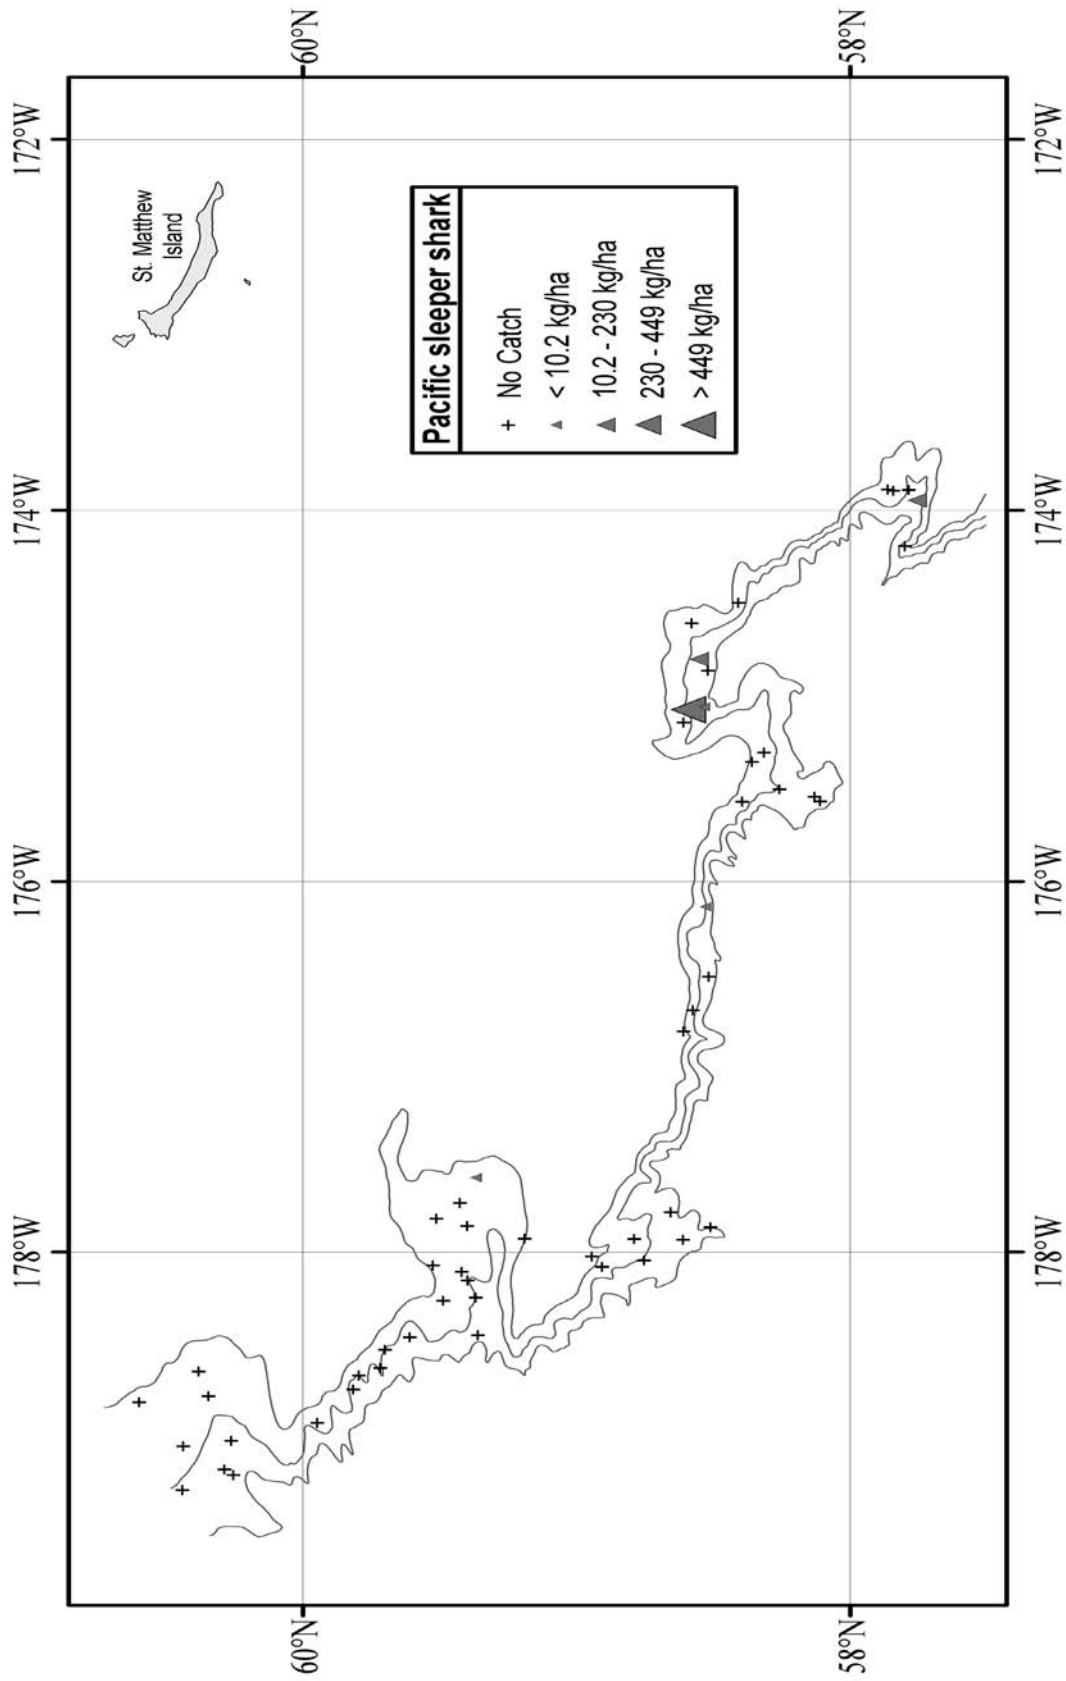 178°W
176°W
174°W
172°W
60°N
60°N
St. Matthew
Island
Pacific sleeper shark
No Catch
< 10.2 kg/ha
10.2 - 230 kg/ha
230 - 449 kg/ha
> 449 kg/ha
58°N
58°N
178°W
176°W
174°W
172°W